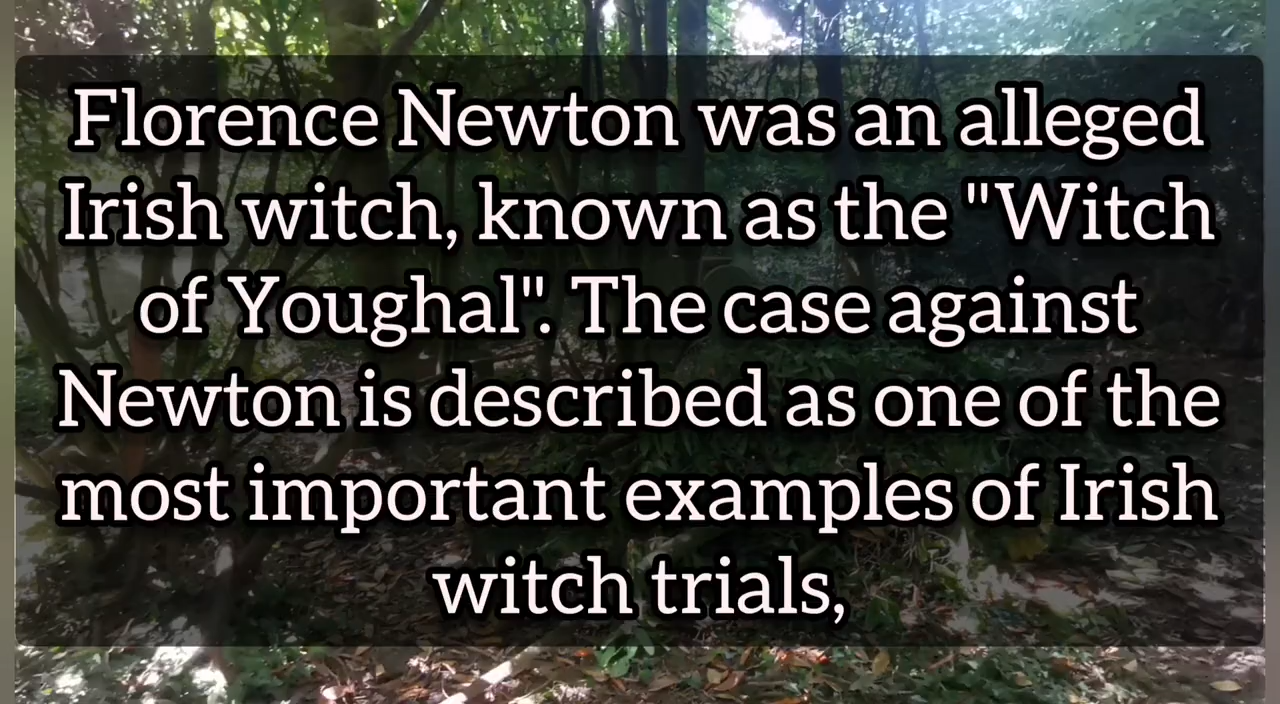 Florence Newton was an alleged
Irish witch, known as the "Witch
of Youghal". The case against
Newton is described as one of the
most important examples of Irish
witch trials,